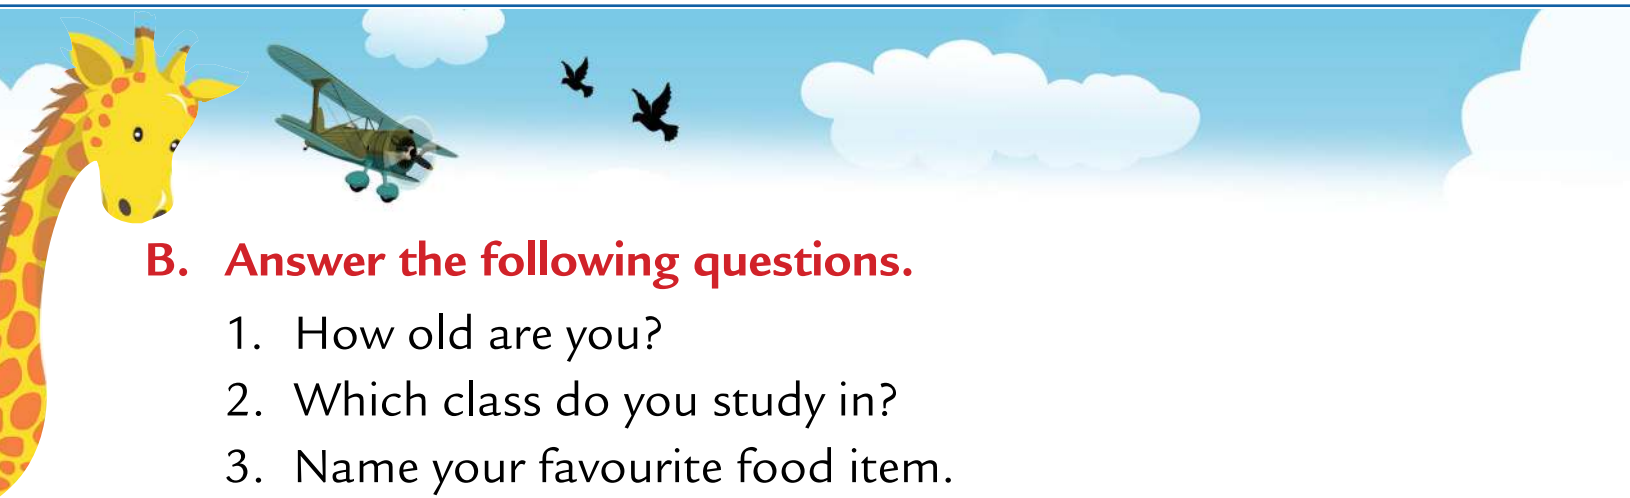 B. Answer the following questions.
1. How old are you?
2. Which class do you study in?
3. Name your favourite food item.